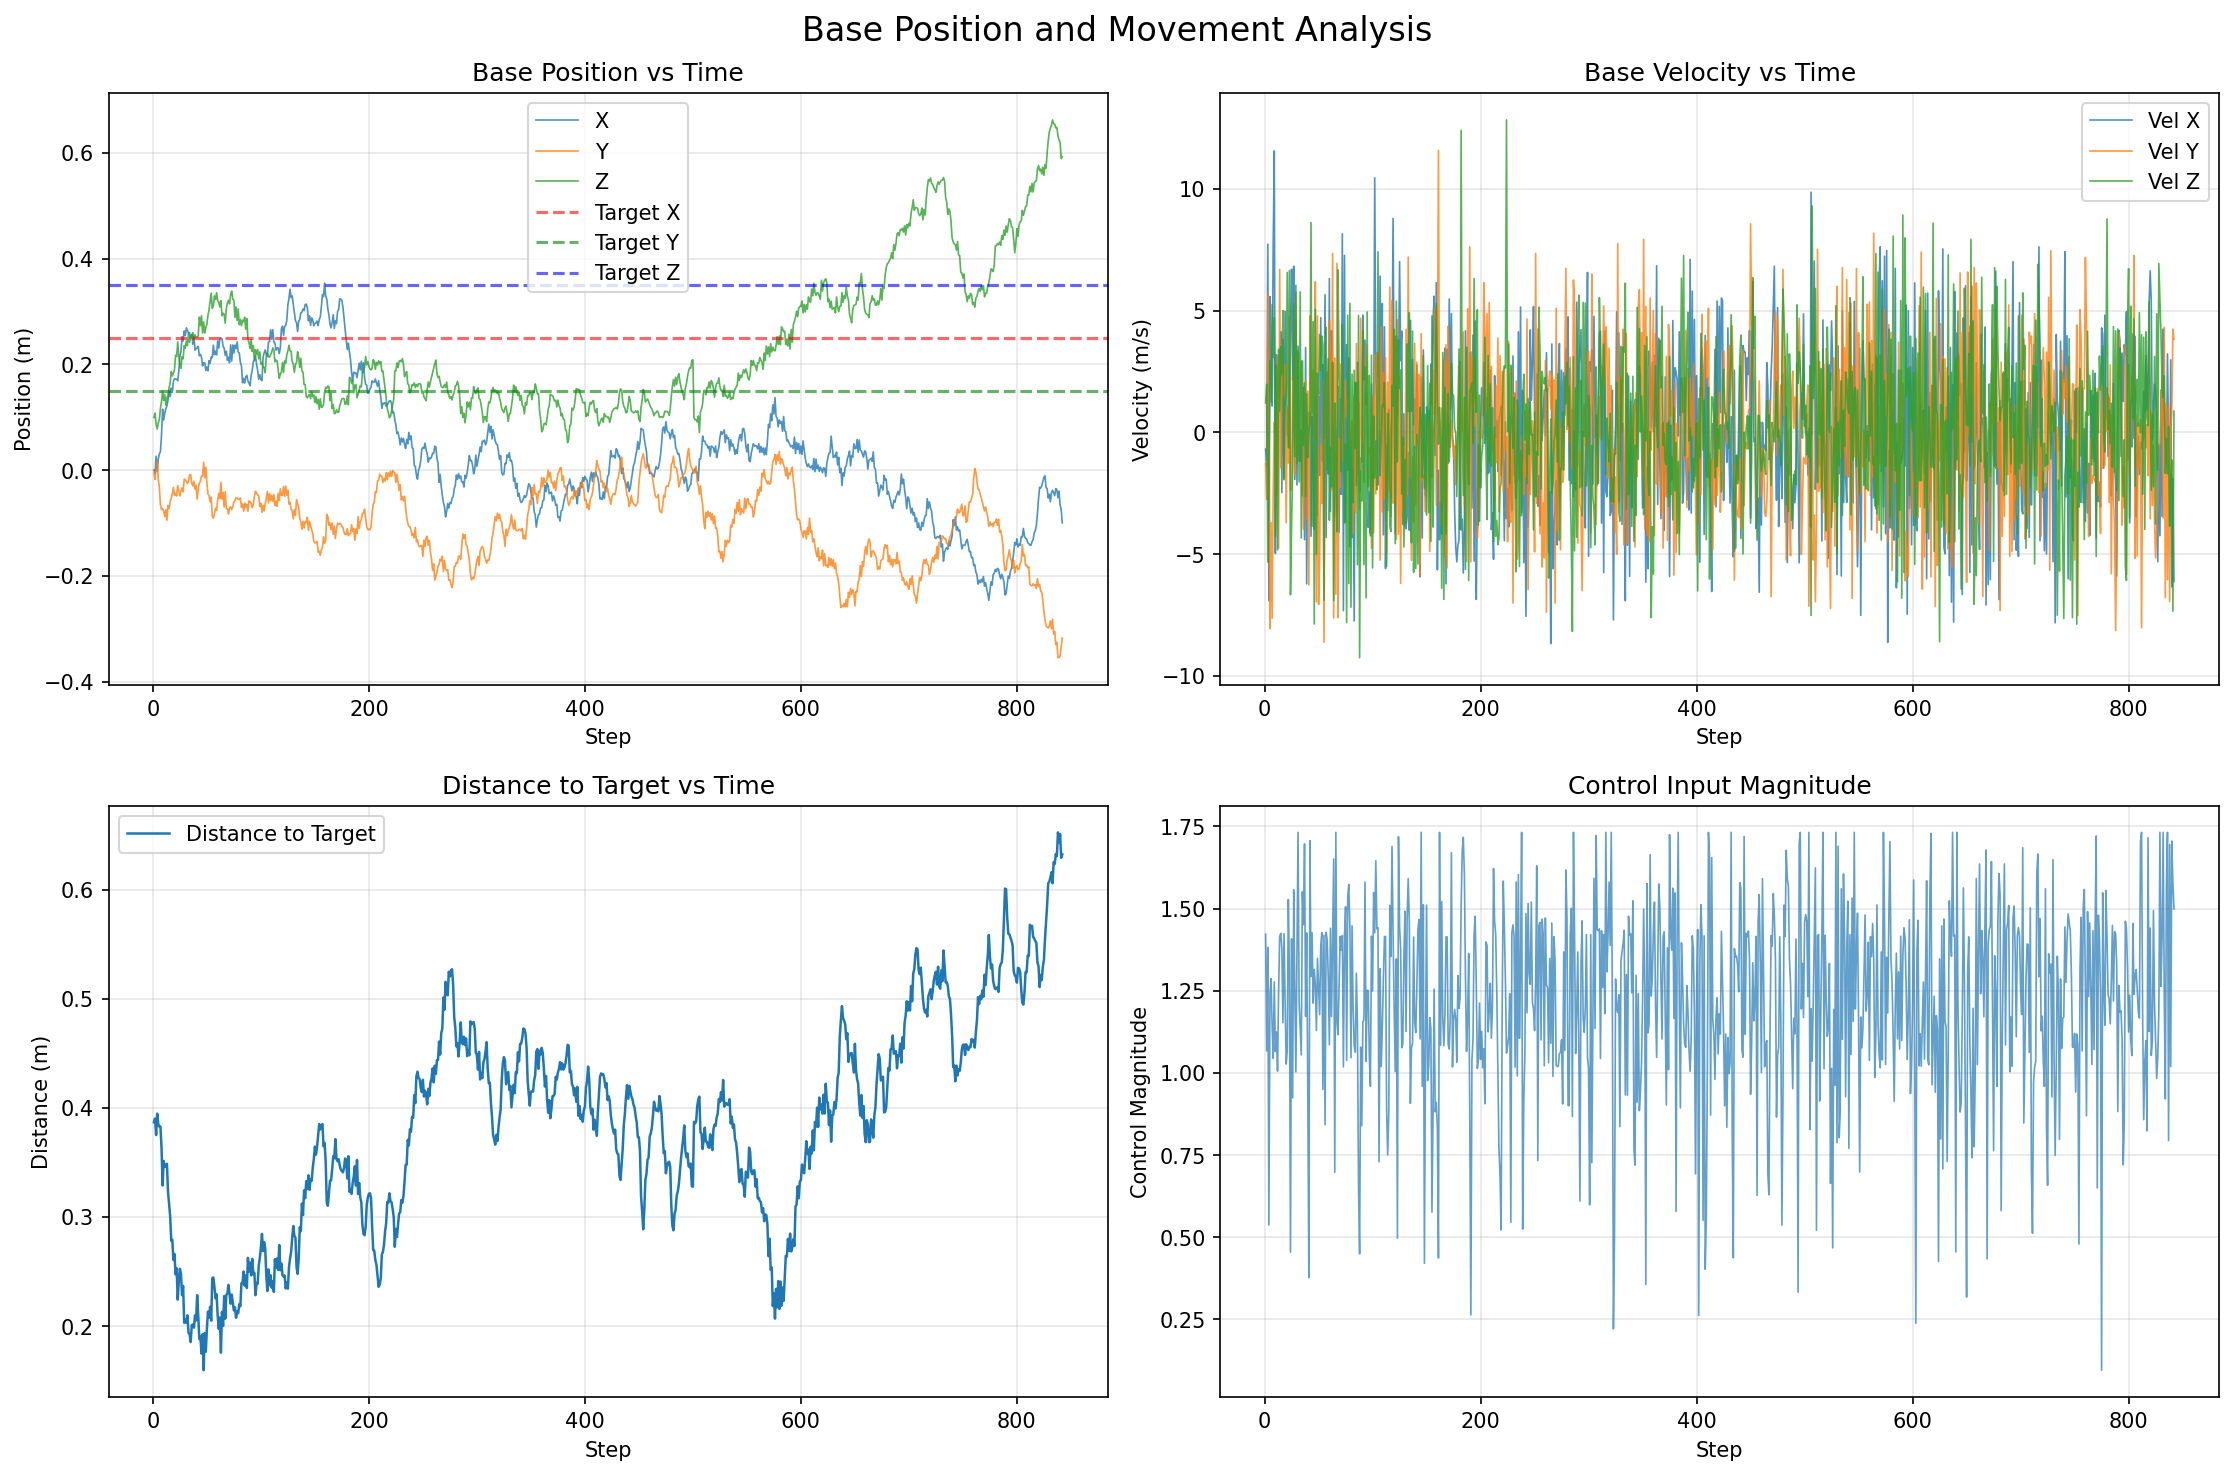 Base Position and Movement Analysis
Base Position vs Time
Position (m)
0.6
0.4
0.2
0.0
−0.2
−0.4
X
Y
Z
Target X
Target Y
Target Z
0 200 400 600 800
Step
Base Velocity vs Time
Velocity (m/s)
10
5
0
−5
−10
Vel X
Vel Y
Vel Z
0 200 400 600 800
Step
Distance to Target vs Time
Distance (m)
0.6
0.5
0.4
0.3
0.2
Distance to Target
0 200 400 600 800
Step
Control Input Magnitude
Control Magnitude
1.75
1.50
1.25
1.00
0.75
0.50
0.25
0 200 400 600 800
Step